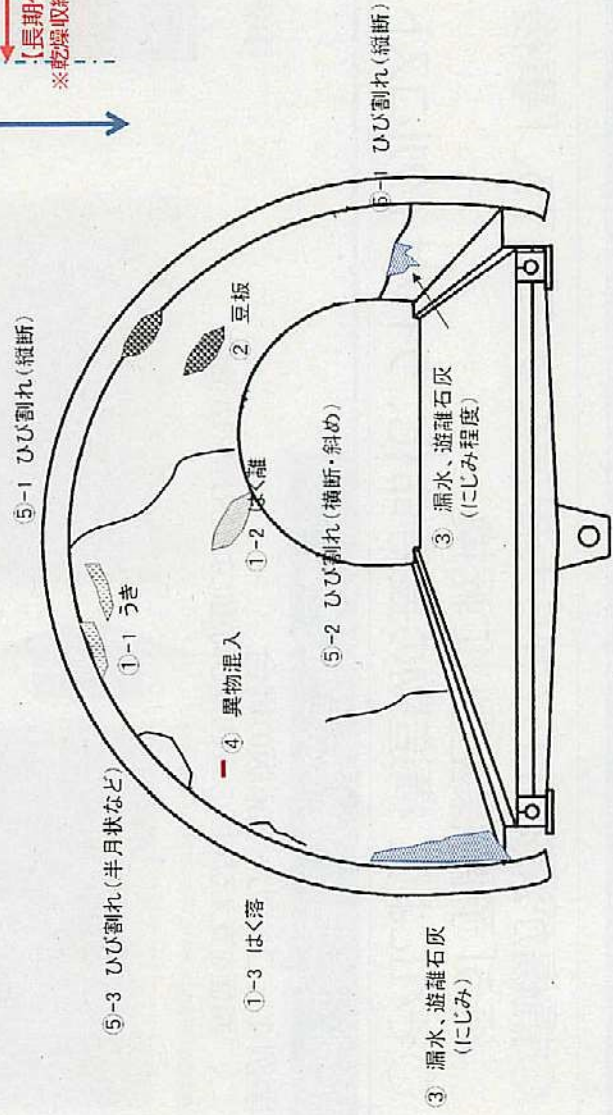 【長期
※乾燥収
⑤-1 ひび割れ(縦断)
⑤-3 ひび割れ(半月状など)
①-1 うき
② 豆板
④ 異物混入
①-2 はく離
⑤-1 ひび割れ(縦断)
①-3 はく落
⑤-2 ひび割れ(横断・斜め)
③ 漏水、遊離石灰
(にじみ程度)
③ 漏水、遊離石灰
(にじみ)